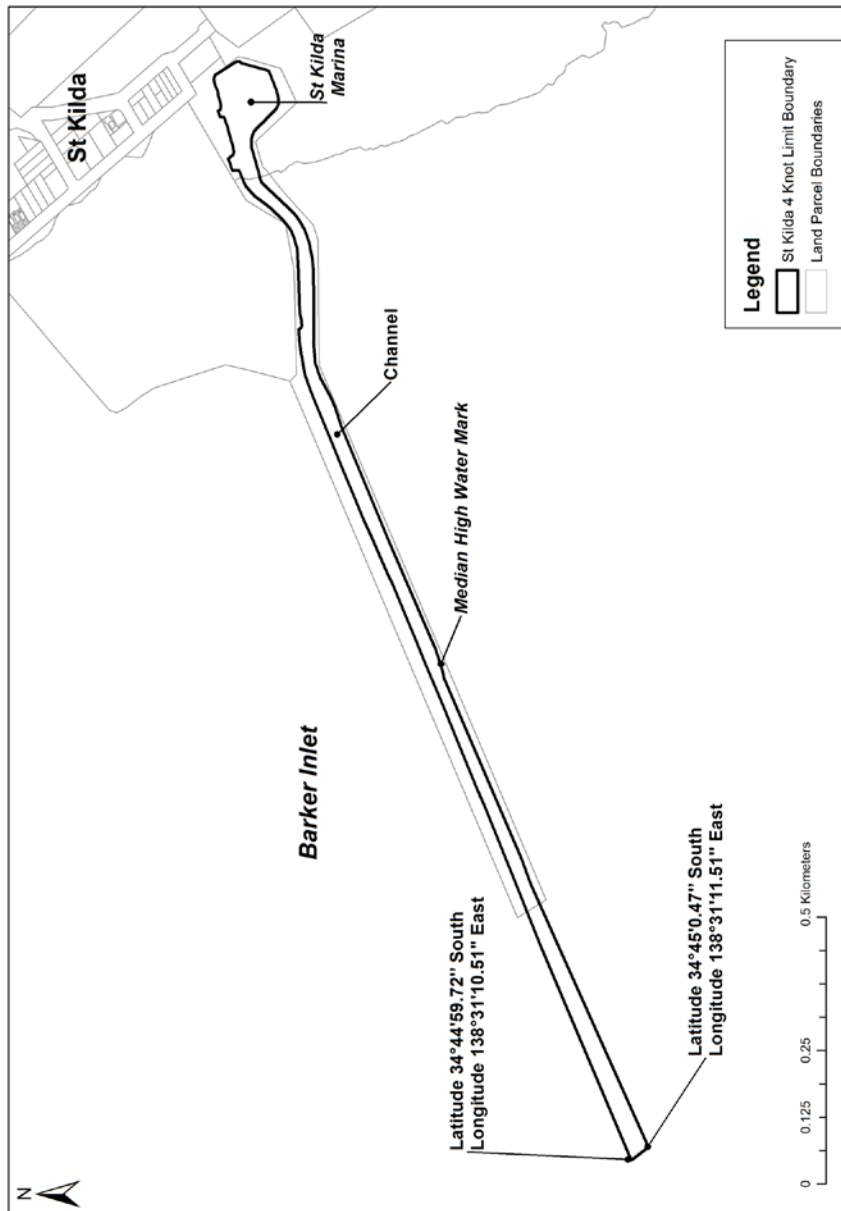 N
St Kilda
St Kilda
Marina
Channel
Median High Water Mark
Barker Inlet
Latitude 34°44'59.72" South
Longitude 138°31'10.51" East
Latitude 34°45'0.47" South
Longitude 138°31'11.51" East
0 0.125 0.25 0.5 Kilometers
Legend
St Kilda 4 Knot Limit Boundary
Land Parcel Boundaries